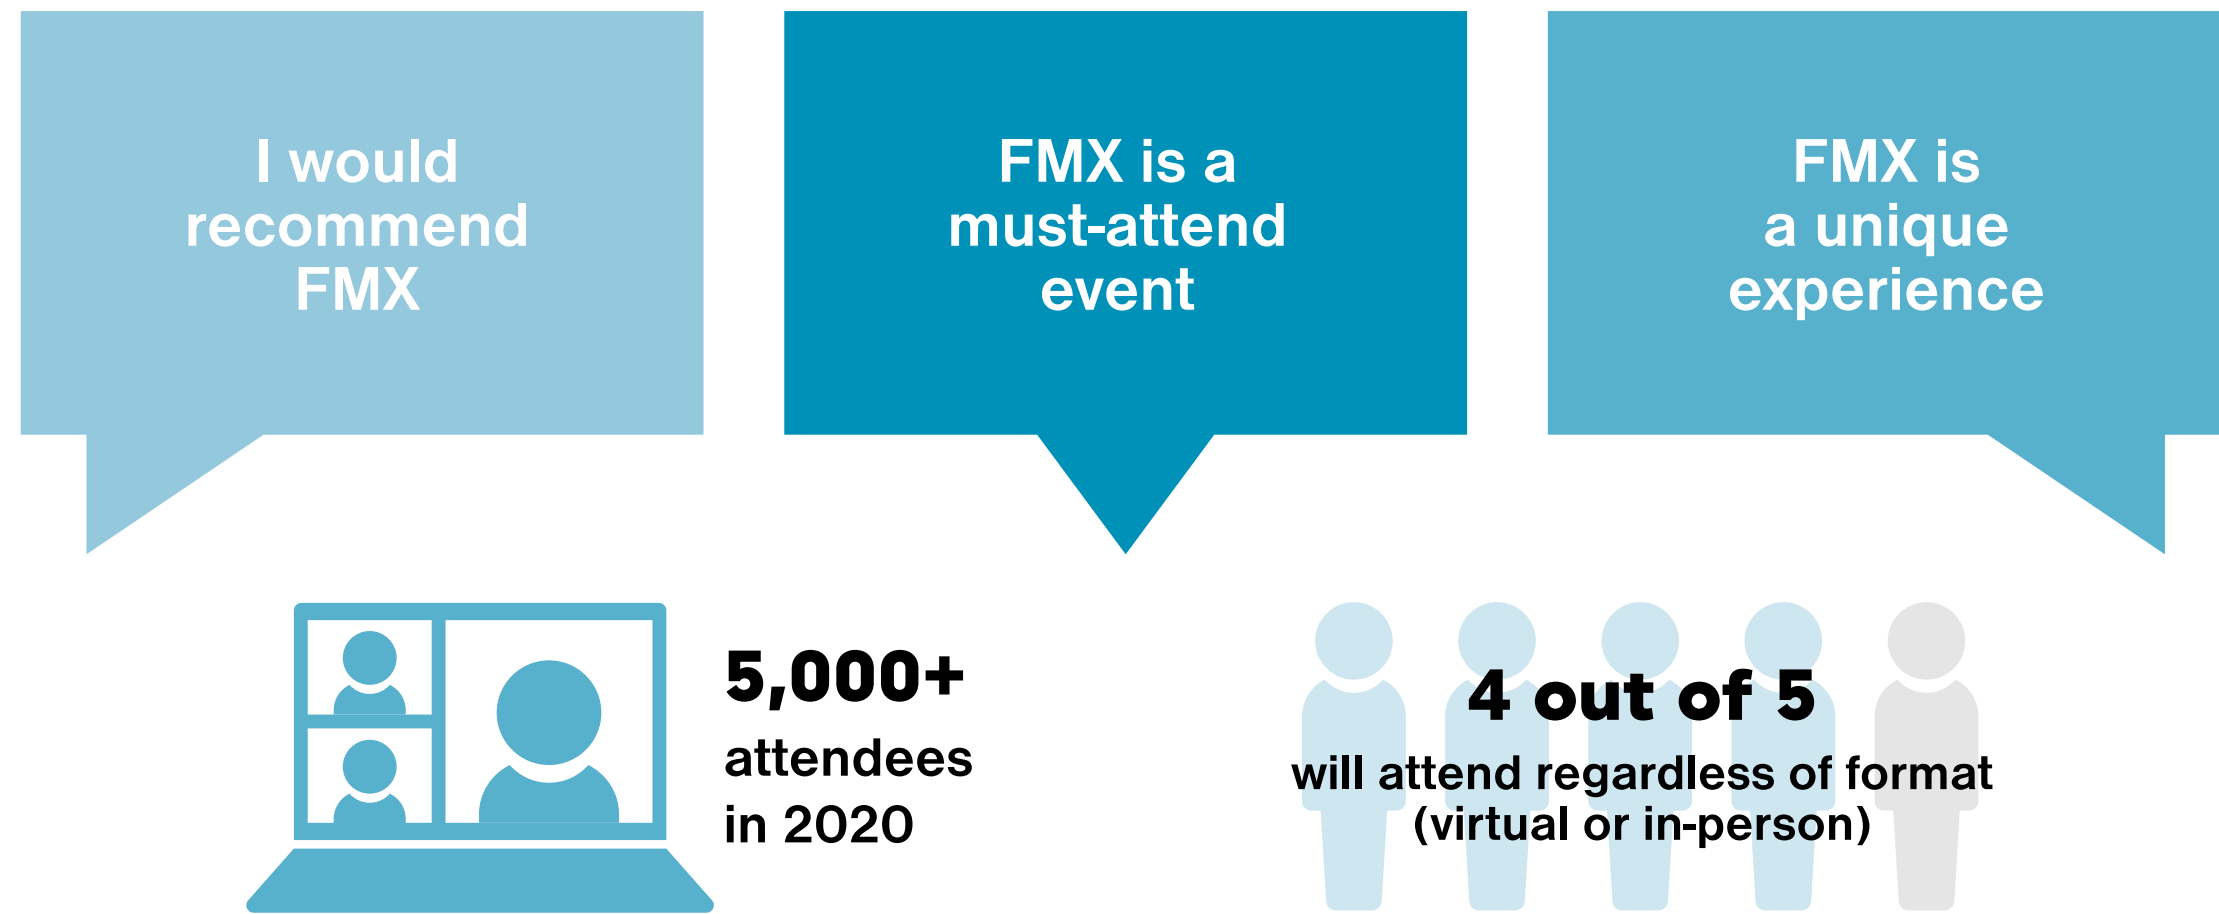 I would
recommend
FMX
FMX is a
must-attend
event
FMX is
a unique
experience
5,000+
attendees
in 2020
4 out of 5
will attend regardless of format
(virtual or in-person)